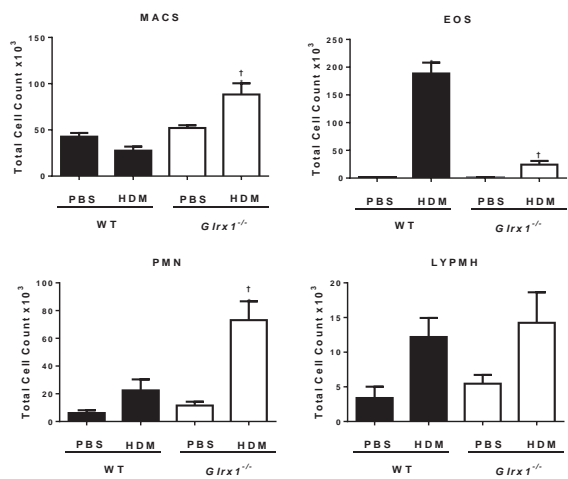 MACS
Total Cell Count x10³
150
100
50
0
PBS HDM PBS HDM
WT Glrx1-/-
†
EOS
Total Cell Count x10³
250
200
150
100
50
0
PBS HDM PBS HDM
WT Glrx1-/-
†
PMN
Total Cell Count x10³
100
80
60
40
20
0
PBS HDM PBS HDM
WT Glrx1-/-
†
LYPMH
Total Cell Count x10³
20
15
10
5
0
PBS HDM PBS HDM
WT Glrx1-/-